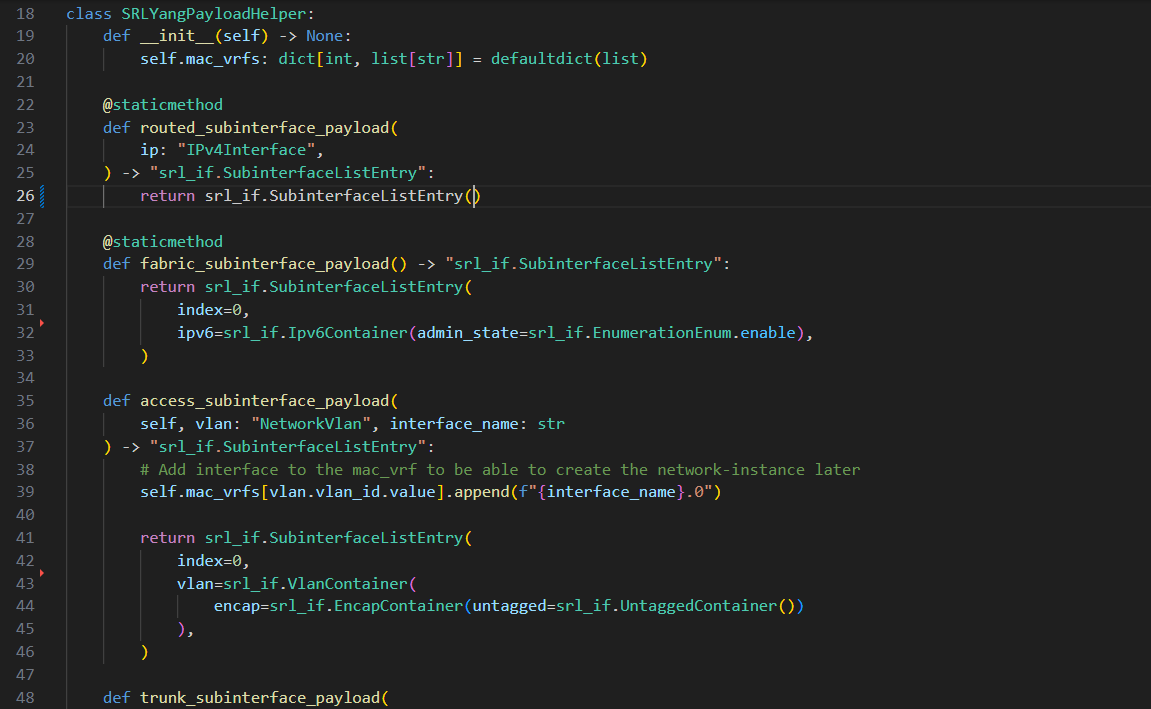 18 class SRLYangPayloadHelper:
19     def __init__(self) -> None:
20         self.mac_vrfs: dict[int, list[str]] = defaultdict(list)
21
22     @staticmethod
23     def routed_subinterface_payload(
24         ip: "IPv4Interface",
25     ) -> "srl_if.SubinterfaceListEntry":
26         return srl_if.SubinterfaceListEntry()
27
28     @staticmethod
29     def fabric_subinterface_payload() -> "srl_if.SubinterfaceListEntry":
30         return srl_if.SubinterfaceListEntry(
31             index=0,
32             ipv6=srl_if.Ipv6Container(admin_state=srl_if.EnumerationEnum.enable),
33         )
34
35     def access_subinterface_payload(
36         self, vlan: "NetworkVlan", interface_name: str
37     ) -> "srl_if.SubinterfaceListEntry":
38         # Add interface to the mac_vrf to be able to create the network-instance later
39         self.mac_vrfs[vlan.vlan_id.value].append(f"{interface_name}.0")
40
41         return srl_if.SubinterfaceListEntry(
42             index=0,
43             vlan=srl_if.VlanContainer(
44                 encap=srl_if.EncapContainer(untagged=srl_if.UntaggedContainer())
45             ),
46         )
47
48     def trunk_subinterface_payload(